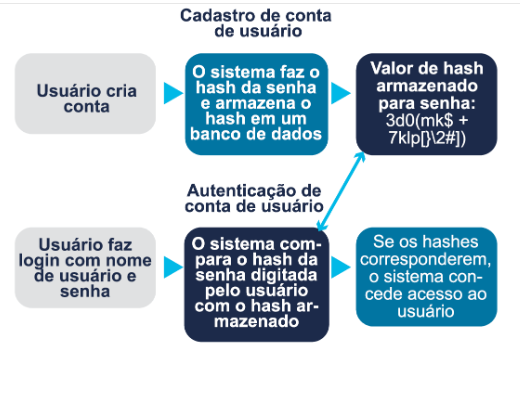 Cadastro de conta
de usuário
Usuário cria
conta
O sistema faz o
hash da senha
e armazena o
hash em um
banco de dados
Valor de hash
armazenado
para senha:
3d0(mk$ +
7klp[}\2#])
Autenticação de
conta de usuário
Usuário faz
login com nome
de usuário e
senha
O sistema com-
para o hash da
senha digitada
pelo usuário
com o hash ar-
mazenado
Se os hashes
corresponderem,
o sistema con-
cede acesso ao
usuário